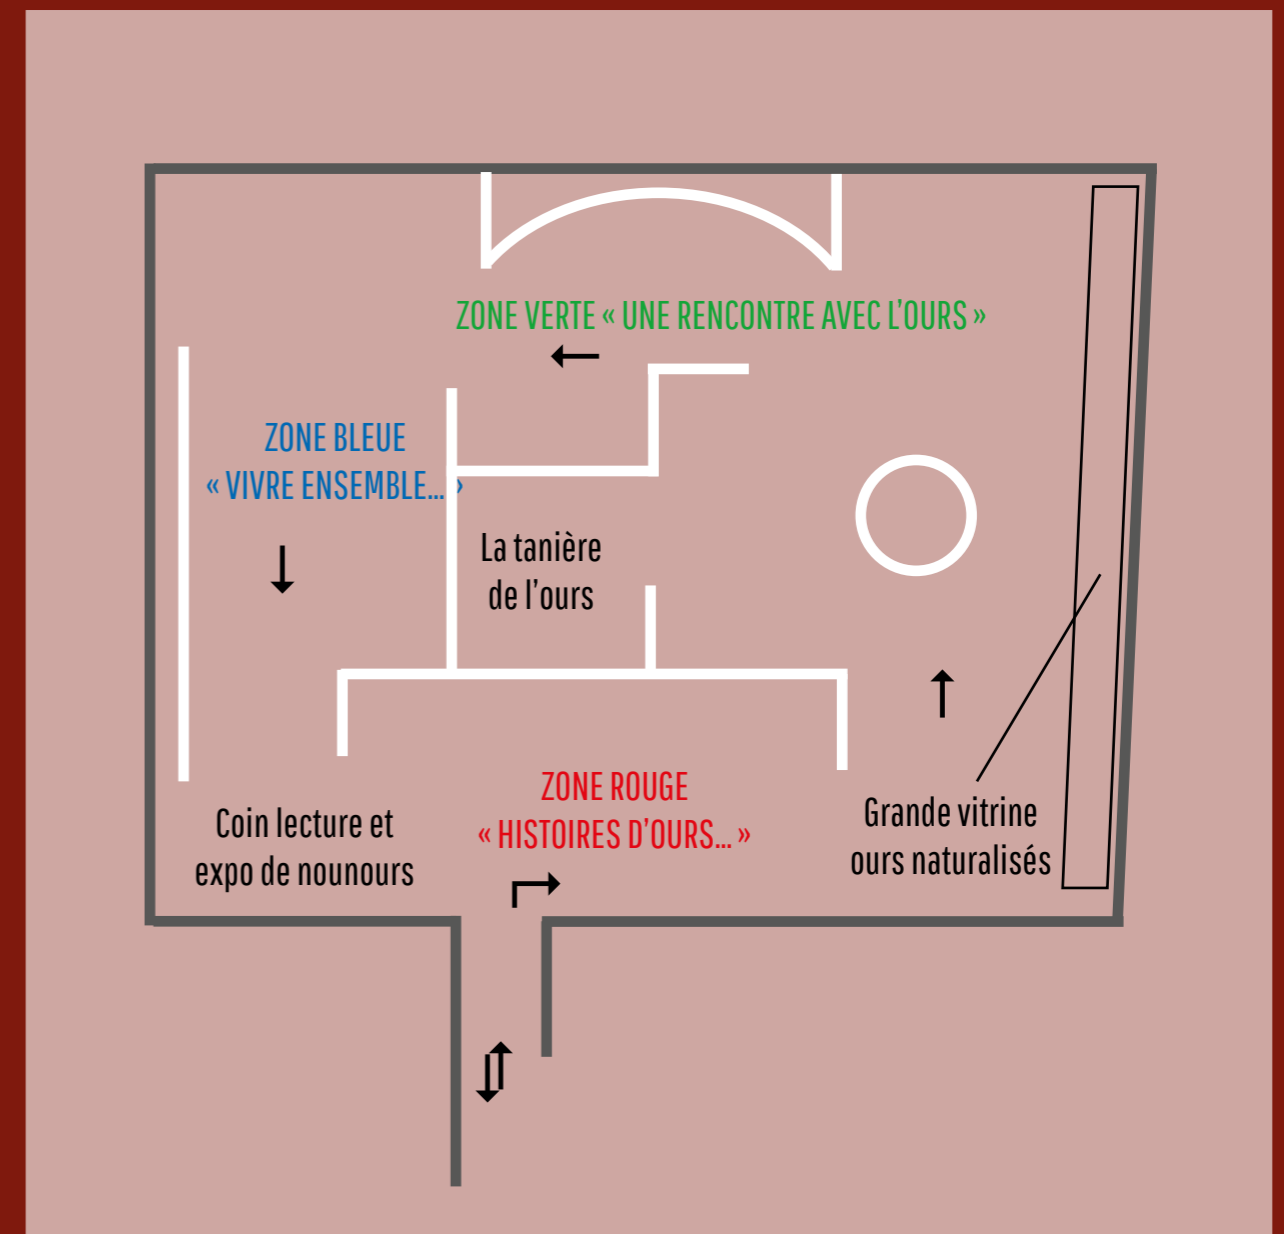 ZONE VERTE « UNE RENCONTRE AVEC L’OURS »
ZONE BLEUE
« VIVRE ENSEMBLE... »
La tanière
de l’ours
ZONE ROUGE
« HISTOIRES D’OURS... »
Coin lecture et
expo de nounours
Grande vitrine
ours naturalisés